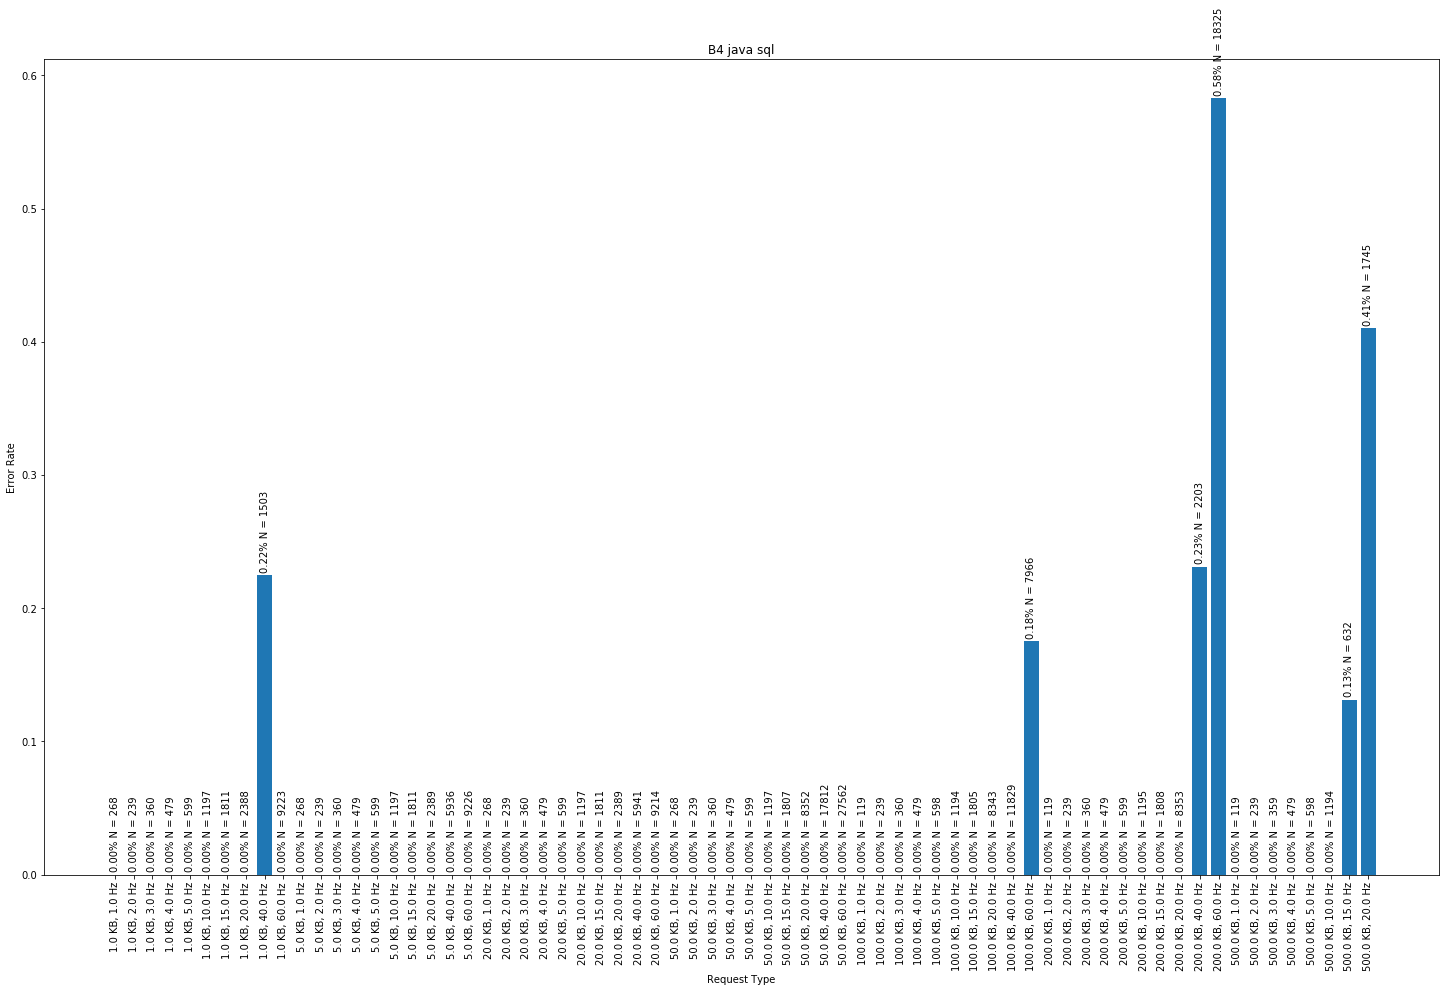 B4 java sql
Error Rate
0.6
0.5
0.4
0.3
0.2
0.1
0.0
0.00% N = 268
0.00% N = 239
0.00% N = 360
0.00% N = 479
0.00% N = 599
0.00% N = 1197
0.00% N = 1811
0.00% N = 2388
0.22% N = 1503
0.00% N = 9223
0.00% N = 268
0.00% N = 239
0.00% N = 360
0.00% N = 479
0.00% N = 599
0.00% N = 1197
0.00% N = 1811
0.00% N = 2389
0.00% N = 5936
0.00% N = 9226
0.00% N = 268
0.00% N = 239
0.00% N = 360
0.00% N = 479
0.00% N = 599
0.00% N = 1197
0.00% N = 1811
0.00% N = 2389
0.00% N = 5941
0.00% N = 9214
0.00% N = 268
0.00% N = 239
0.00% N = 360
0.00% N = 479
0.00% N = 599
0.00% N = 1197
0.00% N = 1807
0.00% N = 8352
0.00% N = 17812
0.00% N = 27562
0.00% N = 119
0.00% N = 239
0.00% N = 360
0.00% N = 479
0.00% N = 598
0.00% N = 1194
0.00% N = 1805
0.00% N = 8343
0.00% N = 11829
0.18% N = 7966
0.00% N = 119
0.00% N = 239
0.00% N = 360
0.00% N = 479
0.00% N = 599
0.00% N = 1195
0.00% N = 1808
0.00% N = 8353
0.23% N = 2203
0.58% N = 18325
0.00% N = 119
0.00% N = 239
0.00% N = 359
0.00% N = 479
0.00% N = 598
0.00% N = 1194
0.13% N = 632
0.41% N = 1745
1.0 KB, 1.0 Hz
1.0 KB, 2.0 Hz
1.0 KB, 3.0 Hz
1.0 KB, 4.0 Hz
1.0 KB, 5.0 Hz
1.0 KB, 10.0 Hz
1.0 KB, 15.0 Hz
1.0 KB, 20.0 Hz
1.0 KB, 40.0 Hz
1.0 KB, 60.0 Hz
5.0 KB, 1.0 Hz
5.0 KB, 2.0 Hz
5.0 KB, 3.0 Hz
5.0 KB, 4.0 Hz
5.0 KB, 5.0 Hz
5.0 KB, 10.0 Hz
5.0 KB, 15.0 Hz
5.0 KB, 20.0 Hz
5.0 KB, 40.0 Hz
5.0 KB, 60.0 Hz
20.0 KB, 1.0 Hz
20.0 KB, 2.0 Hz
20.0 KB, 3.0 Hz
20.0 KB, 4.0 Hz
20.0 KB, 5.0 Hz
20.0 KB, 10.0 Hz
20.0 KB, 15.0 Hz
20.0 KB, 20.0 Hz
20.0 KB, 40.0 Hz
20.0 KB, 60.0 Hz
50.0 KB, 1.0 Hz
50.0 KB, 2.0 Hz
50.0 KB, 3.0 Hz
50.0 KB, 4.0 Hz
50.0 KB, 5.0 Hz
50.0 KB, 10.0 Hz
50.0 KB, 15.0 Hz
50.0 KB, 20.0 Hz
50.0 KB, 40.0 Hz
50.0 KB, 60.0 Hz
100.0 KB, 1.0 Hz
100.0 KB, 2.0 Hz
100.0 KB, 3.0 Hz
100.0 KB, 4.0 Hz
100.0 KB, 5.0 Hz
100.0 KB, 10.0 Hz
100.0 KB, 15.0 Hz
100.0 KB, 20.0 Hz
100.0 KB, 40.0 Hz
100.0 KB, 60.0 Hz
200.0 KB, 1.0 Hz
200.0 KB, 2.0 Hz
200.0 KB, 3.0 Hz
200.0 KB, 4.0 Hz
200.0 KB, 5.0 Hz
200.0 KB, 10.0 Hz
200.0 KB, 15.0 Hz
200.0 KB, 20.0 Hz
200.0 KB, 40.0 Hz
200.0 KB, 60.0 Hz
500.0 KB, 1.0 Hz
500.0 KB, 2.0 Hz
500.0 KB, 3.0 Hz
500.0 KB, 4.0 Hz
500.0 KB, 5.0 Hz
500.0 KB, 10.0 Hz
500.0 KB, 15.0 Hz
500.0 KB, 20.0 Hz
Request Type